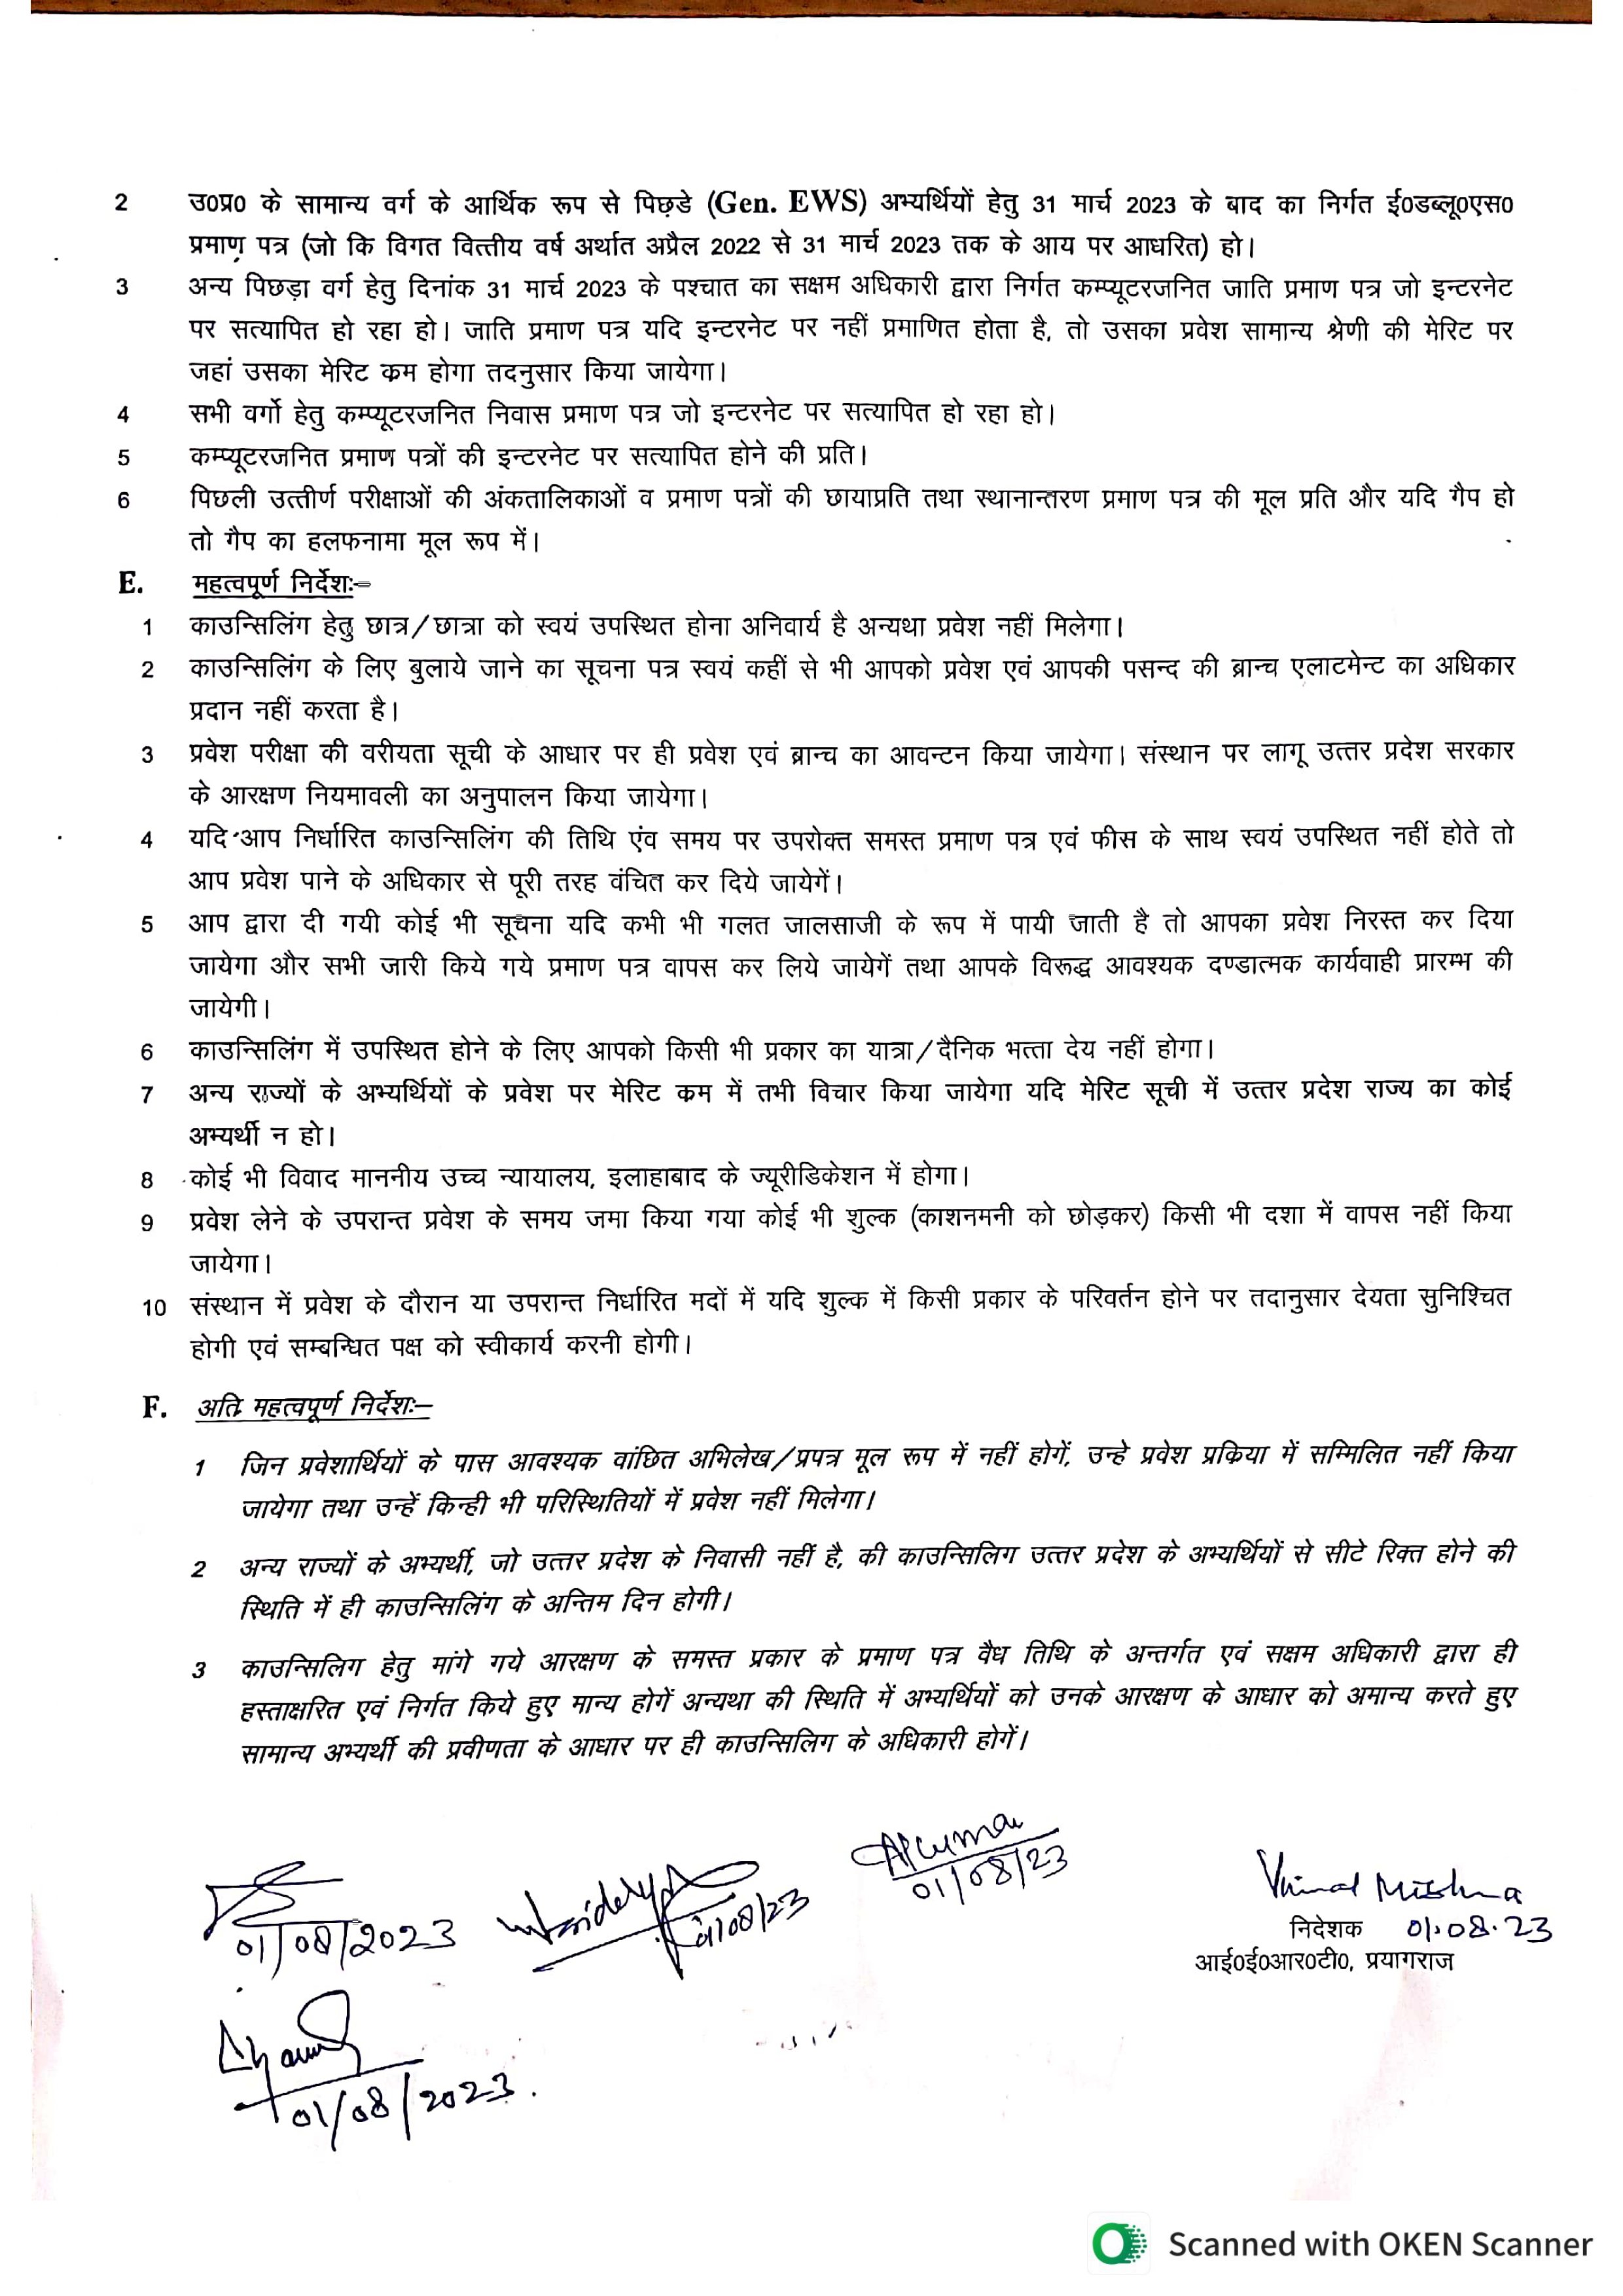 2 उ0प्र0 के सामान्य वर्ग के आर्थिक रूप से पिछडे (Gen. EWS) अभ्यर्थियों हेतु 31 मार्च 2023 के बाद का निर्गत ई0डब्लू0एस0
प्रमाण पत्र (जो कि विगत वित्तीय वर्ष अर्थात अप्रैल 2022 से 31 मार्च 2023 तक के आय पर आधरित) हो।
3 अन्य पिछड़ा वर्ग हेतु दिनांक 31 मार्च 2023 के पश्चात का सक्षम अधिकारी द्वारा निर्गत कम्प्यूटरजनित जाति प्रमाण पत्र जो इन्टरनेट
पर सत्यापित हो रहा हो। जाति प्रमाण पत्र यदि इन्टरनेट पर नहीं प्रमाणित होता है, तो उसका प्रवेश सामान्य श्रेणी की मेरिट पर
जहां उसका मेरिट कम होगा तदनुसार किया जायेगा।
4 सभी वर्गो हेतु कम्प्यूटरजनित निवास प्रमाण पत्र जो इन्टरनेट पर सत्यापित हो रहा हो।
5 कम्प्यूटरजनित प्रमाण पत्रों की इन्टरनेट पर सत्यापित होने की प्रति।
6 पिछली उत्तीर्ण परीक्षाओं की अंकतालिकाओं व प्रमाण पत्रों की छायाप्रति तथा स्थानान्तरण प्रमाण पत्र की मूल प्रति और यदि गैप हो
तो गैप का हलफनामा मूल रूप में।
E. महत्वपूर्ण निर्देशः–
1 काउन्सिलिंग हेतु छात्र/छात्रा को स्वयं उपस्थित होना अनिवार्य है अन्यथा प्रवेश नहीं मिलेगा।
2 काउन्सिलिंग के लिए बुलाये जाने का सूचना पत्र स्वयं कहीं से भी आपको प्रवेश एवं आपकी पसन्द की ब्रान्च एलाटमेन्ट का अधिकार
प्रदान नहीं करता है।
3 प्रवेश परीक्षा की वरीयता सूची के आधार पर ही प्रवेश एवं ब्रान्च का आवन्टन किया जायेगा। संस्थान पर लागू उत्तर प्रदेश सरकार
के आरक्षण नियमावली का अनुपालन किया जायेगा।
4 यदि आप निर्धारित काउन्सिलिंग की तिथि एंव समय पर उपरोक्त समस्त प्रमाण पत्र एवं फीस के साथ स्वयं उपस्थित नहीं होते तो
आप प्रवेश पाने के अधिकार से पूरी तरह वंचित कर दिये जायेगें।
5 आप द्वारा दी गयी कोई भी सूचना यदि कभी भी गलत जालसाजी के रूप में पायी जाती है तो आपका प्रवेश निरस्त कर दिया
जायेगा और सभी जारी किये गये प्रमाण पत्र वापस कर लिये जायेगें तथा आपके विरूद्ध आवश्यक दण्डात्मक कार्यवाही प्रारम्भ की
जायेगी।
6 काउन्सिलिंग में उपस्थित होने के लिए आपको किसी भी प्रकार का यात्रा/दैनिक भत्ता देय नहीं होगा।
7 अन्य राज्यों के अभ्यर्थियों के प्रवेश पर मेरिट कम में तभी विचार किया जायेगा यदि मेरिट सूची में उत्तर प्रदेश राज्य का कोई
अभ्यर्थी न हो।
8 कोई भी विवाद माननीय उच्च न्यायालय, इलाहाबाद के ज्यूरीडिकेशन में होगा।
9 प्रवेश लेने के उपरान्त प्रवेश के समय जमा किया गया कोई भी शुल्क (काशनमनी को छोड़कर) किसी भी दशा में वापस नहीं किया
जायेगा।
10 संस्थान में प्रवेश के दौरान या उपरान्त निर्धारित मदों में यदि शुल्क में किसी प्रकार के परिवर्तन होने पर तदानुसार देयता सुनिश्चित
होगी एवं सम्बन्धित पक्ष को स्वीकार्य करनी होगी।
F. अति महत्वपूर्ण निर्देशः–
1 जिन प्रवेशार्थियों के पास आवश्यक वांछित अभिलेख/प्रपत्र मूल रूप में नहीं होगें, उन्हे प्रवेश प्रकिया में सम्मिलित नहीं किया
जायेगा तथा उन्हें किन्ही भी परिस्थितियों में प्रवेश नहीं मिलेगा।
2 अन्य राज्यों के अभ्यर्थी, जो उत्तर प्रदेश के निवासी नहीं है, की काउन्सिलिग उत्तर प्रदेश के अभ्यर्थियों से सीटे रिक्त होने की
स्थिति में ही काउन्सिलिंग के अन्तिम दिन होगी।
3 काउन्सिलिग हेतु मांगे गये आरक्षण के समस्त प्रकार के प्रमाण पत्र वैध तिथि के अन्तर्गत एवं सक्षम अधिकारी द्वारा ही
हस्ताक्षरित एवं निर्गत किये हुए मान्य होगें अन्यथा की स्थिति में अभ्यर्थियों को उनके आरक्षण के आधार को अमान्य करते हुए
सामान्य अभ्यर्थी की प्रवीणता के आधार पर ही काउन्सिलिग के अधिकारी होगें।
01/08/2023
01/08/23
01/08/23
Vimal Mishra
निदेशक 01.08.23
आई0ई0आर0टी0, प्रयागराज
01/08/2023.
Scanned with OKEN Scanner